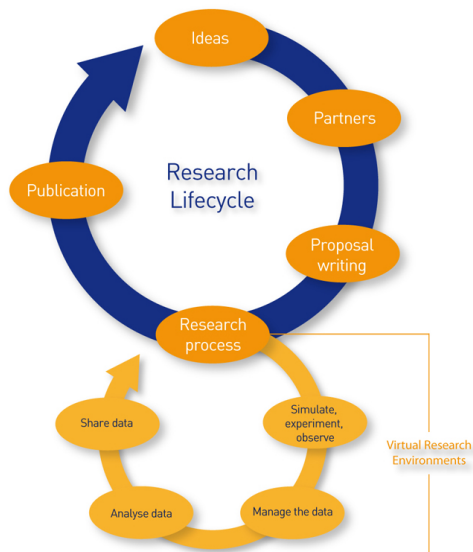 Ideas
Partners
Research
Lifecycle
Publication
Proposal
writing
Research
process
Share data
Simulate,
experiment,
observe
Virtual Research
Environments
Analyse data
Manage the data